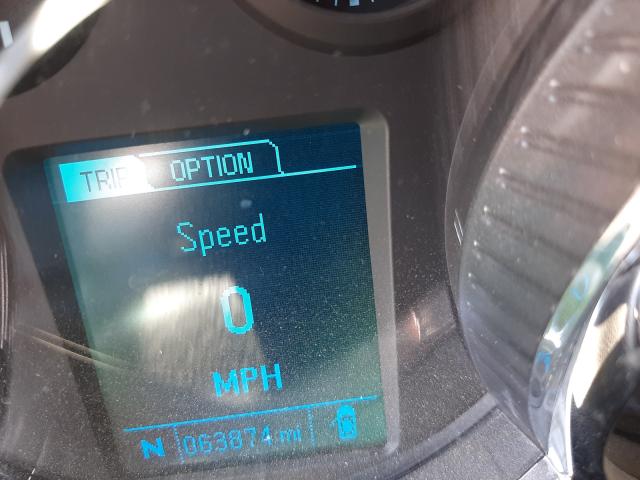 TRIP OPTION
Speed
0
MPH
N 063874 mi